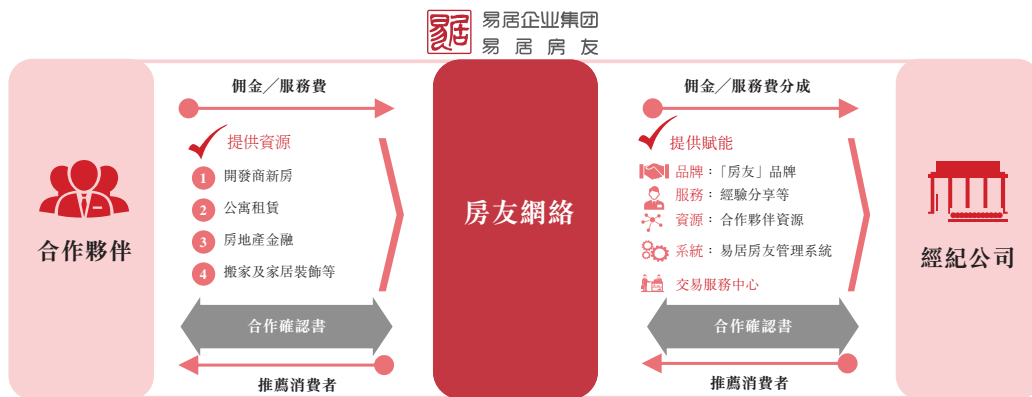 易居
易居企业集团
易居房友
佣金／服務費
提供資源
1 開發商新房
2 公寓租賃
3 房地產金融
4 搬家及家居裝飾等
合作確認書
推薦消費者
合作夥伴
房友網絡
佣金／服務費分成
提供賦能
品牌：「房友」品牌
服務：經驗分享等
資源：合作夥伴資源
系統：易居房友管理系統
交易服務中心
合作確認書
推薦消費者
經紀公司